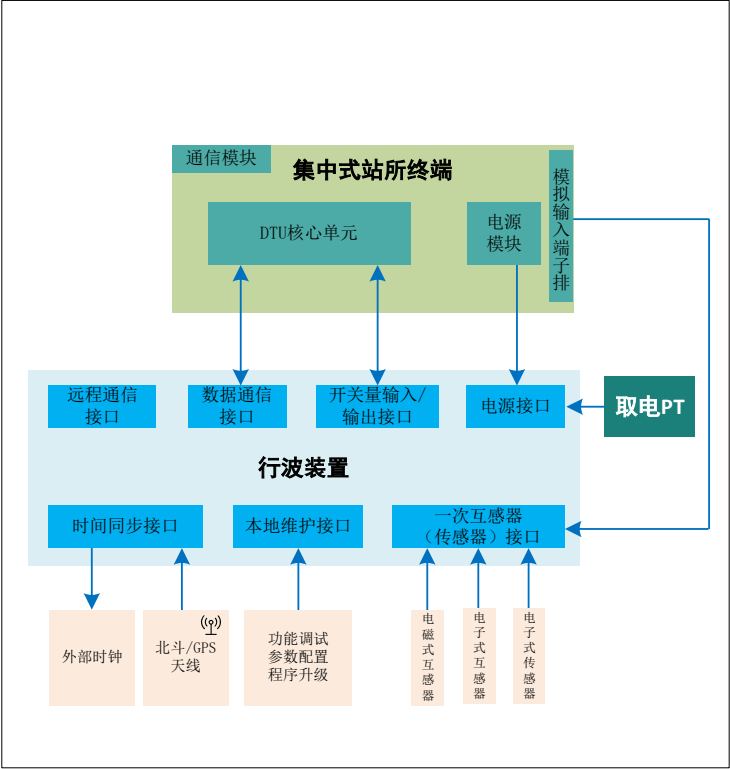 通信模块
集中式站所终端
模拟输入端子排
DTU核心单元
电源
模块
远程通信
接口
数据通信
接口
开关量输入/
输出接口
电源接口
取电PT
行波装置
时间同步接口
本地维护接口
一次互感器
（传感器）接口
外部时钟
北斗/GPS
天线
功能调试
参数配置
程序升级
电磁式互感器
电子式互感器
电子式传感器